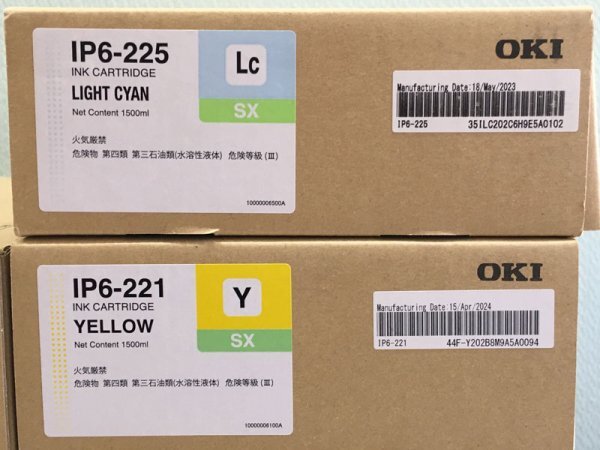 IP6-225
INK CARTRIDGE
LIGHT CYAN
Net Content 1500ml
Lc
SX
火気厳禁
危険物 第四類 第三石油類(水溶性液体) 危険等級(Ⅲ)
10000006500A
OKI
Manufacturing Date:18/May/2023
IP6-225 35ILC202C6H9E5A0102
IP6-221
INK CARTRIDGE
YELLOW
Net Content 1500ml
Y
SX
火気厳禁
危険物 第四類 第三石油類(水溶性液体) 危険等級(Ⅲ)
10000006100A
OKI
Manufacturing Date:15/Apr/2024
IP6-221 44F-Y202B8M9A5A0094